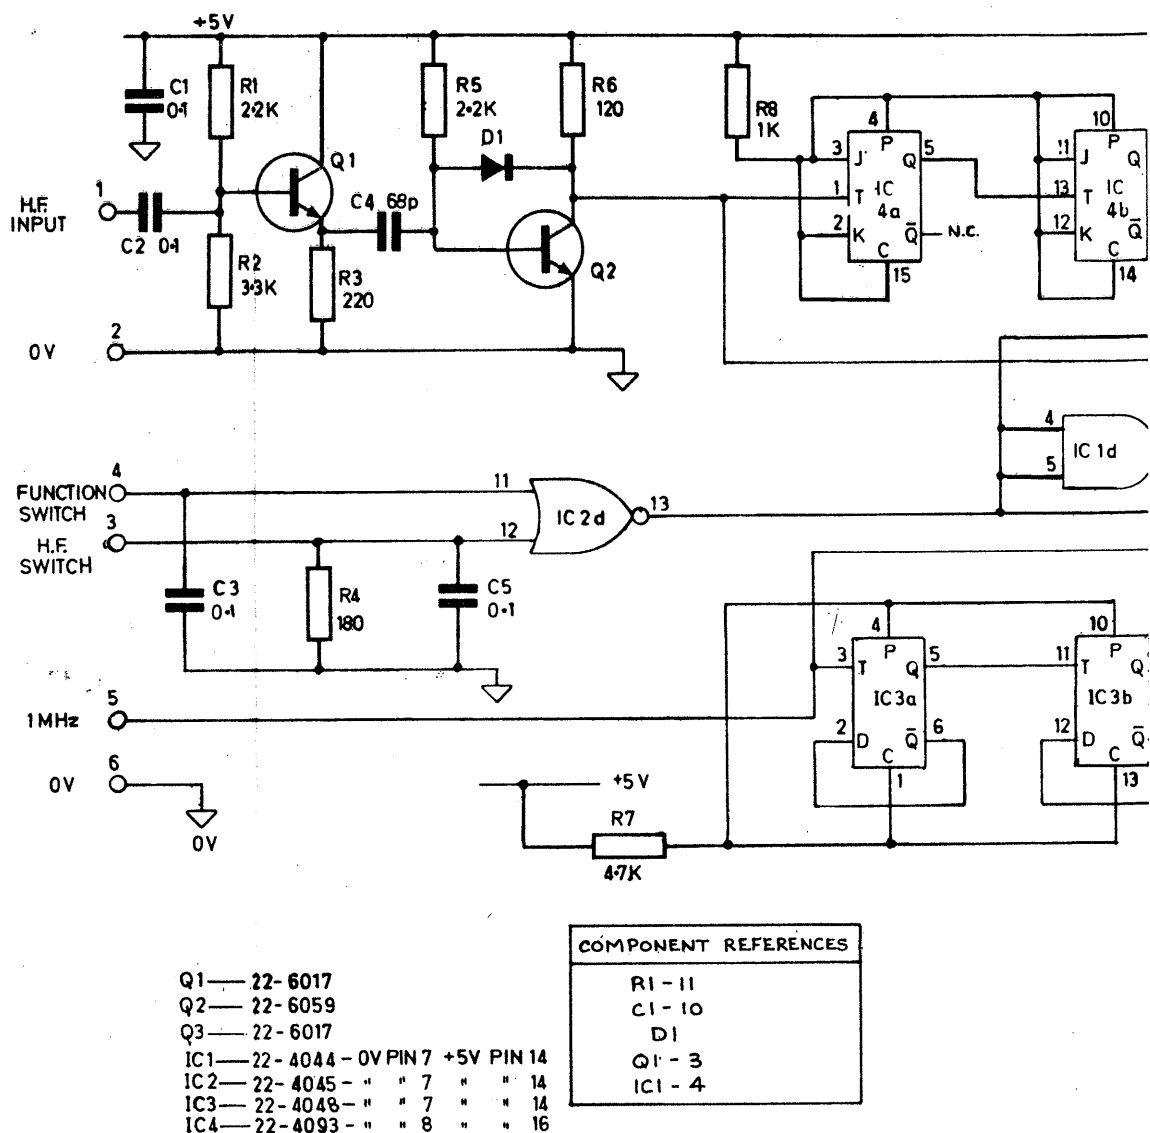 +5V
C1
0·1
R1
2·2K
Q1
R5
2·2K
D1
R6
120
R8
1K
4
P
3
J
Q
5
1
T
IC
4a
2
K
Q̅
N.C.
C
15
10
P
11
J
Q
13
T
IC
4b
12
K
Q̅
C
14
1
H.F.
INPUT
C2
0·1
C4
68p
R2
3·3K
R3
220
Q2
2
0V
4
FUNCTION
SWITCH
3
H.F.
SWITCH
11
12
IC2d
13
4
5
IC1d
C3
0·1
R4
180
C5
0·1
5
1MHz
6
0V
0V
4
P
3
T
Q
5
IC3a
2
D
Q̅
6
C
1
10
P
11
T
Q
IC3b
12
D
Q̅
C
13
+5V
R7
4·7K
COMPONENT REFERENCES
R1-11
C1-10
D1
Q1-3
IC1-4
Q1—22-6017
Q2—22-6059
Q3—22-6017
IC1—22-4044-0V PIN 7 +5V PIN 14
IC2—22-4045- " " 7 " " 14
IC3—22-4048- " " 7 " " 14
IC4—22-4093- " " 8 " " 16